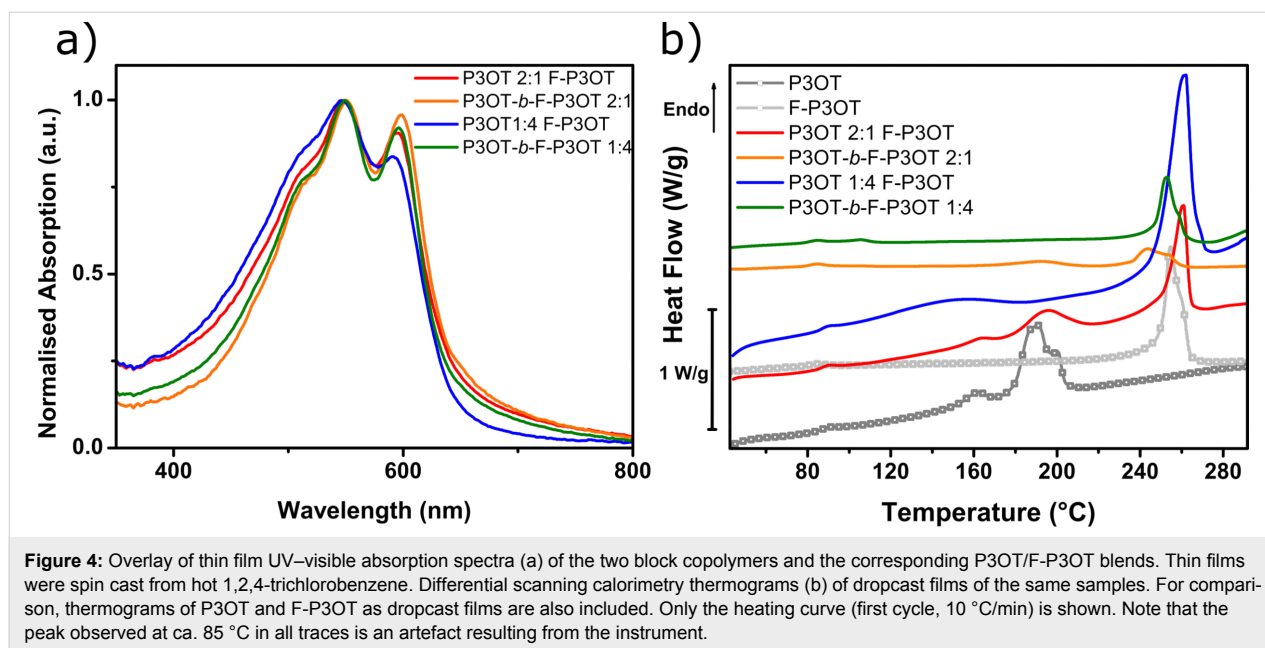 a)
Normalised Absorption (a.u.)
1.0
0.5
0.0
400
600
800
Wavelength (nm)
P3OT 2:1 F-P3OT
P3OT-b-F-P3OT 2:1
P3OT1:4 F-P3OT
P3OT-b-F-P3OT 1:4
b)
Endo
Heat Flow (W/g)
1 W/g
P3OT
F-P3OT
P3OT 2:1 F-P3OT
P3OT-b-F-P3OT 2:1
P3OT 1:4 F-P3OT
P3OT-b-F-P3OT 1:4
80
120
160
200
240
280
Temperature (°C)
Figure 4: Overlay of thin film UV–visible absorption spectra (a) of the two block copolymers and the corresponding P3OT/F-P3OT blends. Thin films
were spin cast from hot 1,2,4-trichlorobenzene. Differential scanning calorimetry thermograms (b) of dropcast films of the same samples. For compari-
son, thermograms of P3OT and F-P3OT as dropcast films are also included. Only the heating curve (first cycle, 10 °C/min) is shown. Note that the
peak observed at ca. 85 °C in all traces is an artefact resulting from the instrument.